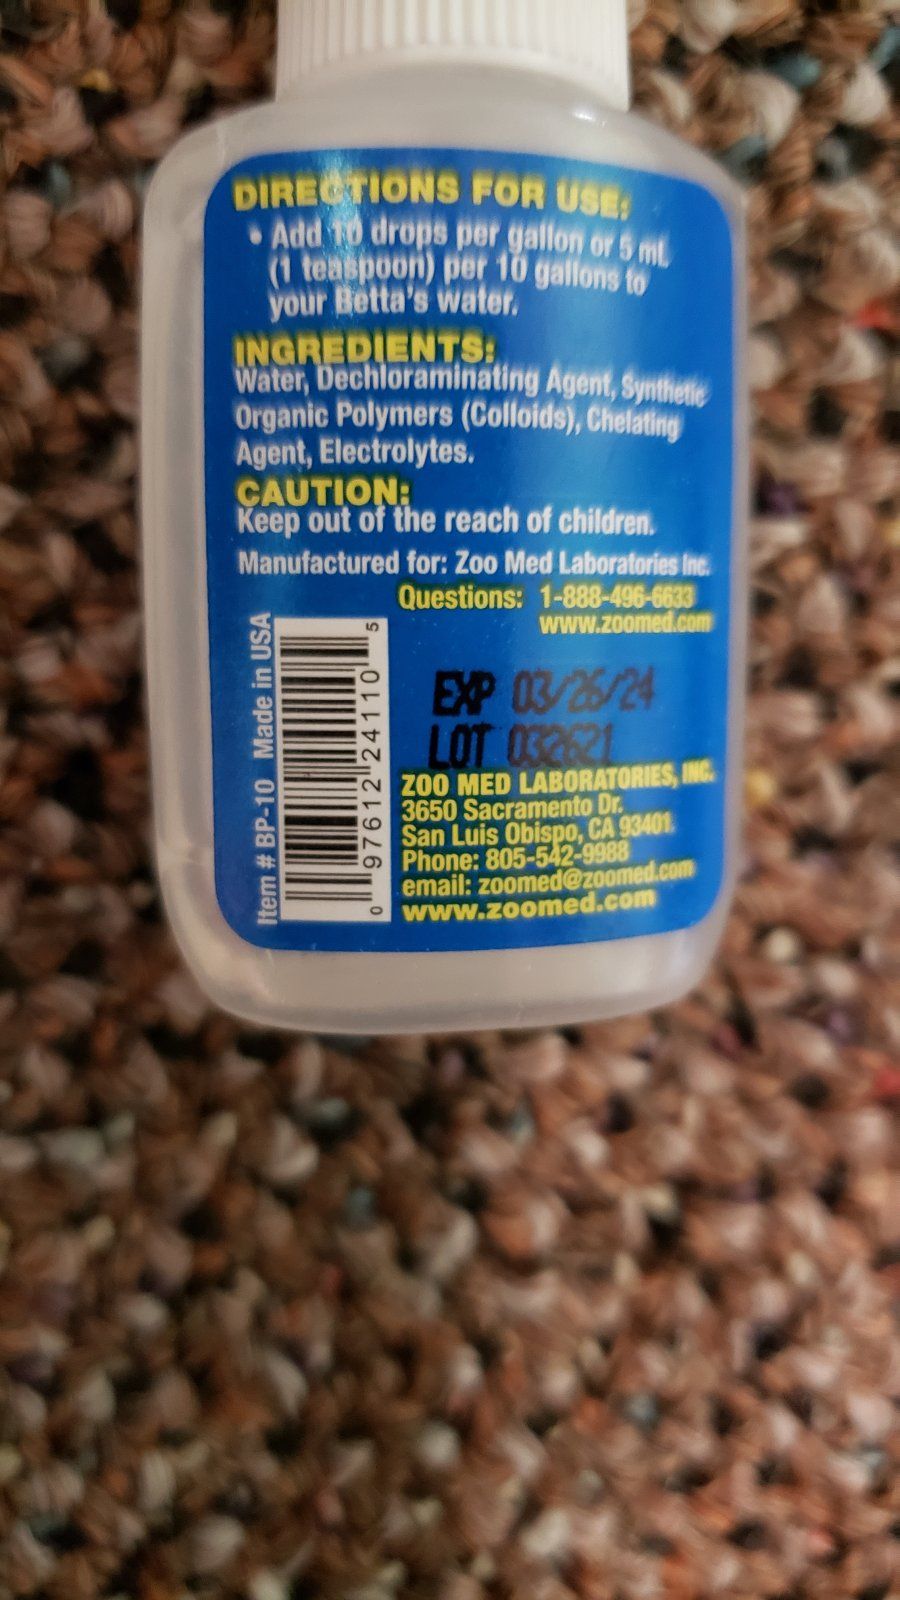 DIRECTIONS FOR USE:
• Add 10 drops per gallon or 5 mL
(1 teaspoon) per 10 gallons to
your Betta's water.
INGREDIENTS:
Water, Dechloraminating Agent, Synthetic
Organic Polymers (Colloids), Chelating
Agent, Electrolytes.
CAUTION:
Keep out of the reach of children.
Manufactured for: Zoo Med Laboratories Inc.
Questions: 1-888-496-6633
www.zoomed.com
Item # BP-10 Made in USA
0 97612 24110 5
EXP 03/26/24
LOT 032621
ZOO MED LABORATORIES, INC.
3650 Sacramento Dr.
San Luis Obispo, CA 93401
Phone: 805-542-9988
email: zoomed@zoomed.com
www.zoomed.com